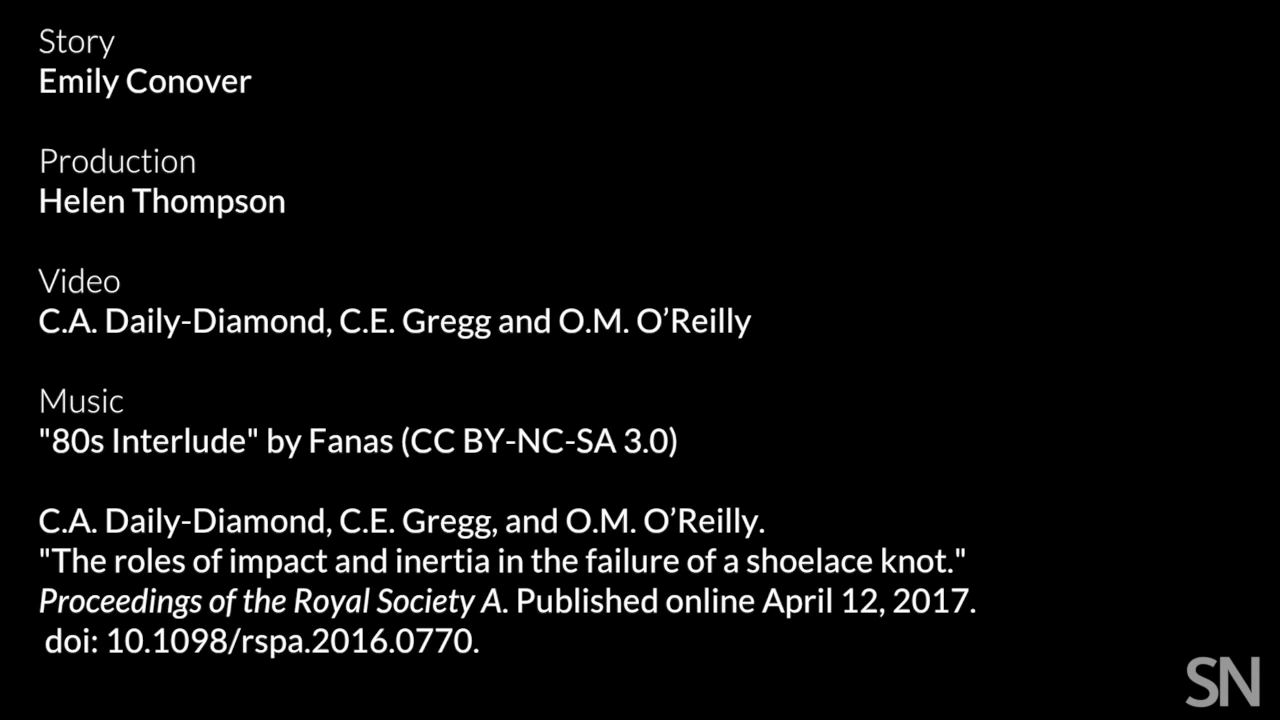 Story
Emily Conover
Production
Helen Thompson
Video
C.A. Daily-Diamond, C.E. Gregg and O.M. O’Reilly
Music
"80s Interlude" by Fanas (CC BY-NC-SA 3.0)
C.A. Daily-Diamond, C.E. Gregg, and O.M. O’Reilly.
"The roles of impact and inertia in the failure of a shoelace knot."
Proceedings of the Royal Society A. Published online April 12, 2017.
doi: 10.1098/rspa.2016.0770.
SN